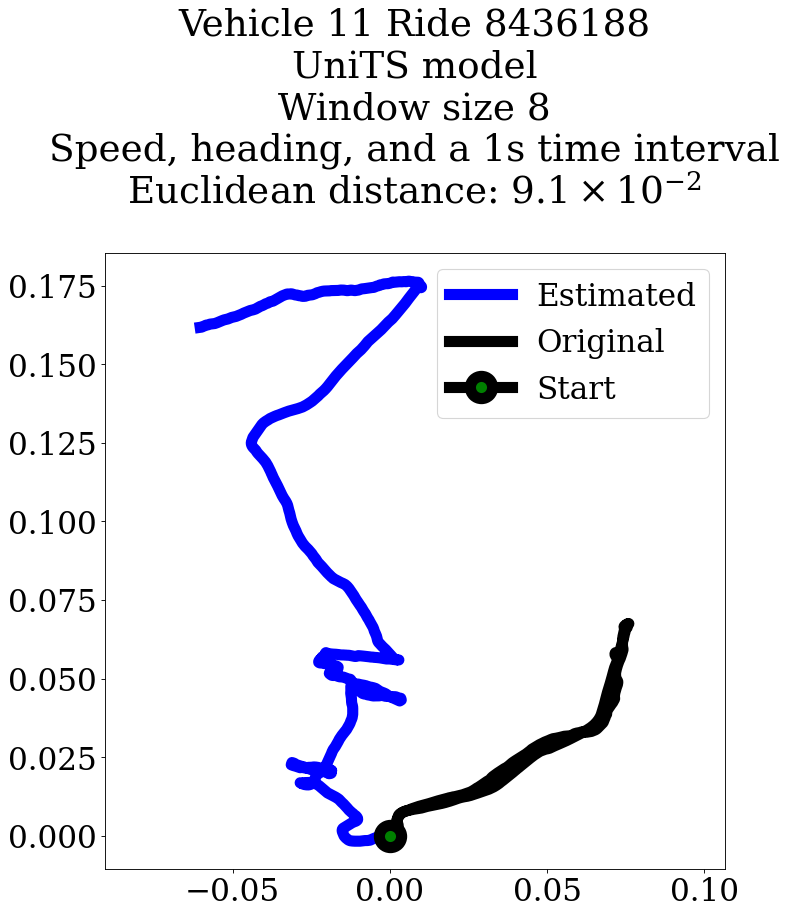 Vehicle 11 Ride 8436188
UniTS model
Window size 8
Speed, heading, and a 1s time interval
Euclidean distance: 9.1 × 10⁻²
Estimated
Original
Start
0.175
0.150
0.125
0.100
0.075
0.050
0.025
0.000
−0.05 0.00 0.05 0.10